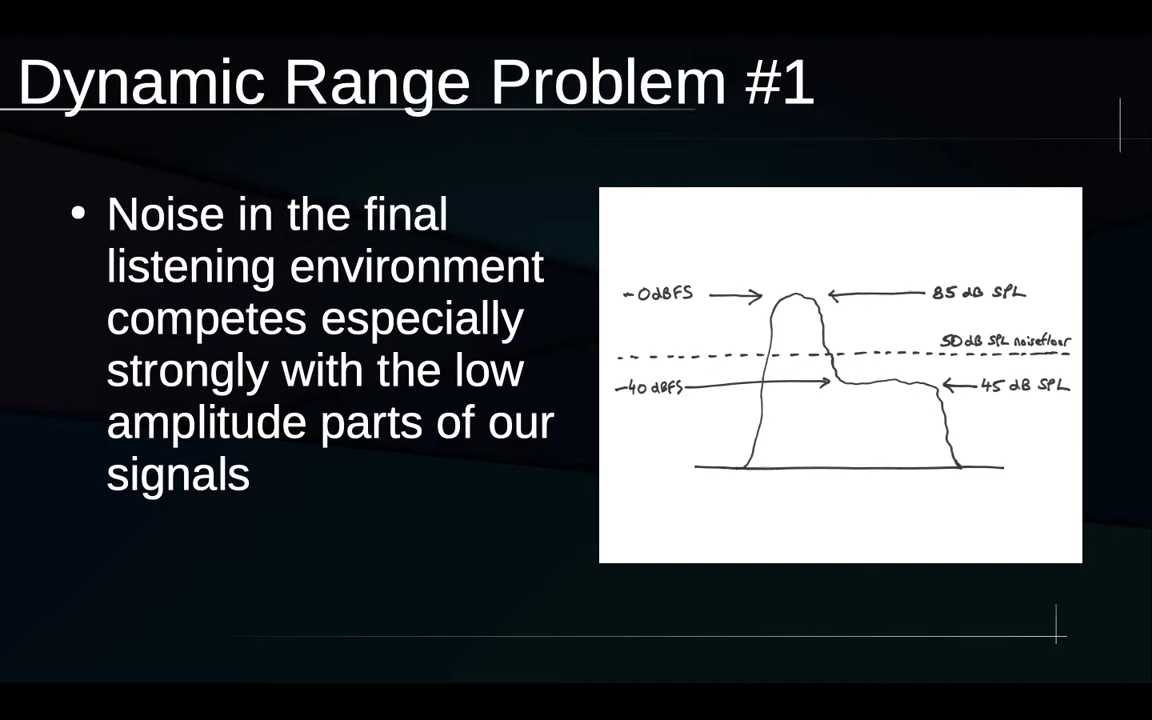 Dynamic Range Problem #1
• Noise in the final
listening environment
competes especially
strongly with the low
amplitude parts of our
signals
-0dBFS
85 dB SPL
50 dB SPL noisefloor
-40 dBFS
45 dB SPL